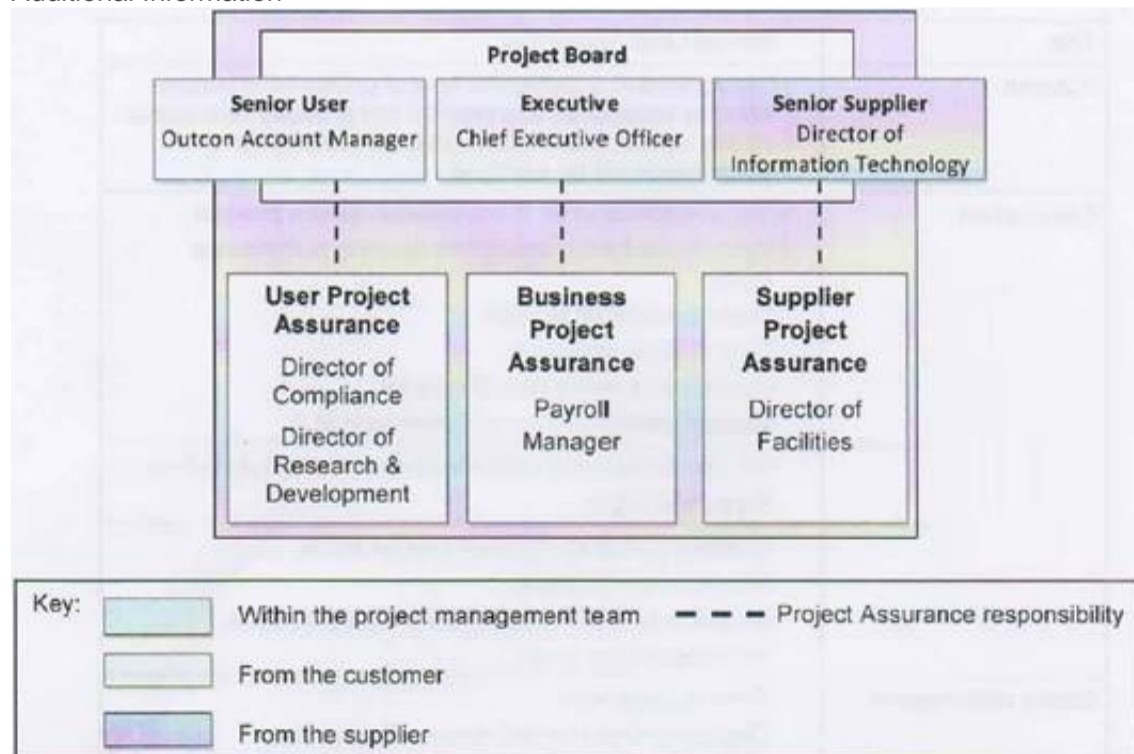 Additional Information
Project Board
Senior User
Outcon Account Manager
Executive
Chief Executive Officer
Senior Supplier
Director of
Information Technology
User Project
Assurance
Director of
Compliance
Director of
Research &
Development
Business
Project
Assurance
Payroll
Manager
Supplier
Project
Assurance
Director of
Facilities
Key:
Within the project management team
Project Assurance responsibility
From the customer
From the supplier